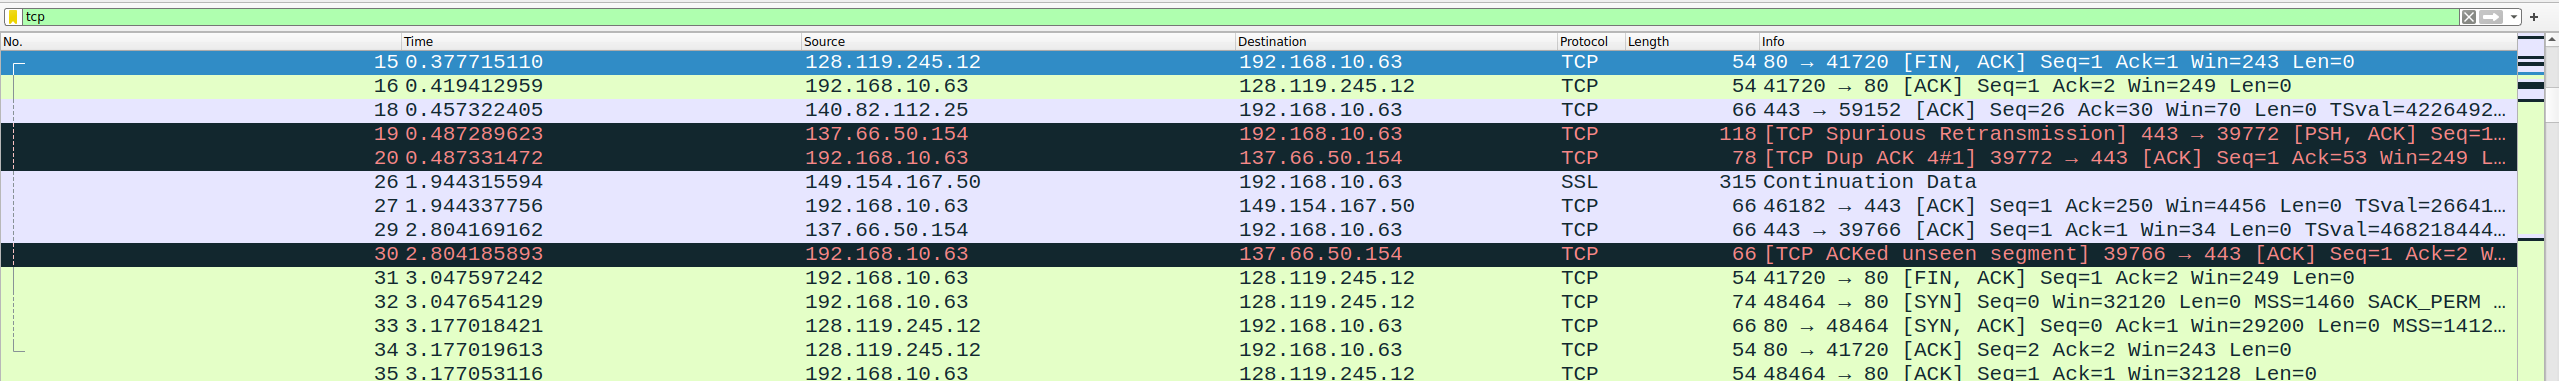 tcp
No. Time Source Destination Protocol Length Info
15 0.377715110 128.119.245.12 192.168.10.63 TCP 54 80 → 41720 [FIN, ACK] Seq=1 Ack=1 Win=243 Len=0
16 0.419412959 192.168.10.63 128.119.245.12 TCP 54 41720 → 80 [ACK] Seq=1 Ack=2 Win=249 Len=0
18 0.457322405 140.82.112.25 192.168.10.63 TCP 66 443 → 59152 [ACK] Seq=26 Ack=30 Win=70 Len=0 TSval=4226492…
19 0.487289623 137.66.50.154 192.168.10.63 TCP 118 [TCP Spurious Retransmission] 443 → 39772 [PSH, ACK] Seq=1…
20 0.487331472 192.168.10.63 137.66.50.154 TCP 78 [TCP Dup ACK 4#1] 39772 → 443 [ACK] Seq=1 Ack=53 Win=249 L…
26 1.944315594 149.154.167.50 192.168.10.63 SSL 315 Continuation Data
27 1.944337756 192.168.10.63 149.154.167.50 TCP 66 46182 → 443 [ACK] Seq=1 Ack=250 Win=4456 Len=0 TSval=26641…
29 2.804169162 137.66.50.154 192.168.10.63 TCP 66 443 → 39766 [ACK] Seq=1 Ack=1 Win=34 Len=0 TSval=468218444…
30 2.804185893 192.168.10.63 137.66.50.154 TCP 66 [TCP ACKed unseen segment] 39766 → 443 [ACK] Seq=1 Ack=2 W…
31 3.047597242 192.168.10.63 128.119.245.12 TCP 54 41720 → 80 [FIN, ACK] Seq=1 Ack=2 Win=249 Len=0
32 3.047654129 192.168.10.63 128.119.245.12 TCP 74 48464 → 80 [SYN] Seq=0 Win=32120 Len=0 MSS=1460 SACK_PERM …
33 3.177018421 128.119.245.12 192.168.10.63 TCP 66 80 → 48464 [SYN, ACK] Seq=0 Ack=1 Win=29200 Len=0 MSS=1412…
34 3.177019613 128.119.245.12 192.168.10.63 TCP 54 80 → 41720 [ACK] Seq=2 Ack=2 Win=243 Len=0
35 3.177053116 192.168.10.63 128.119.245.12 TCP 54 48464 → 80 [ACK] Seq=1 Ack=1 Win=32128 Len=0